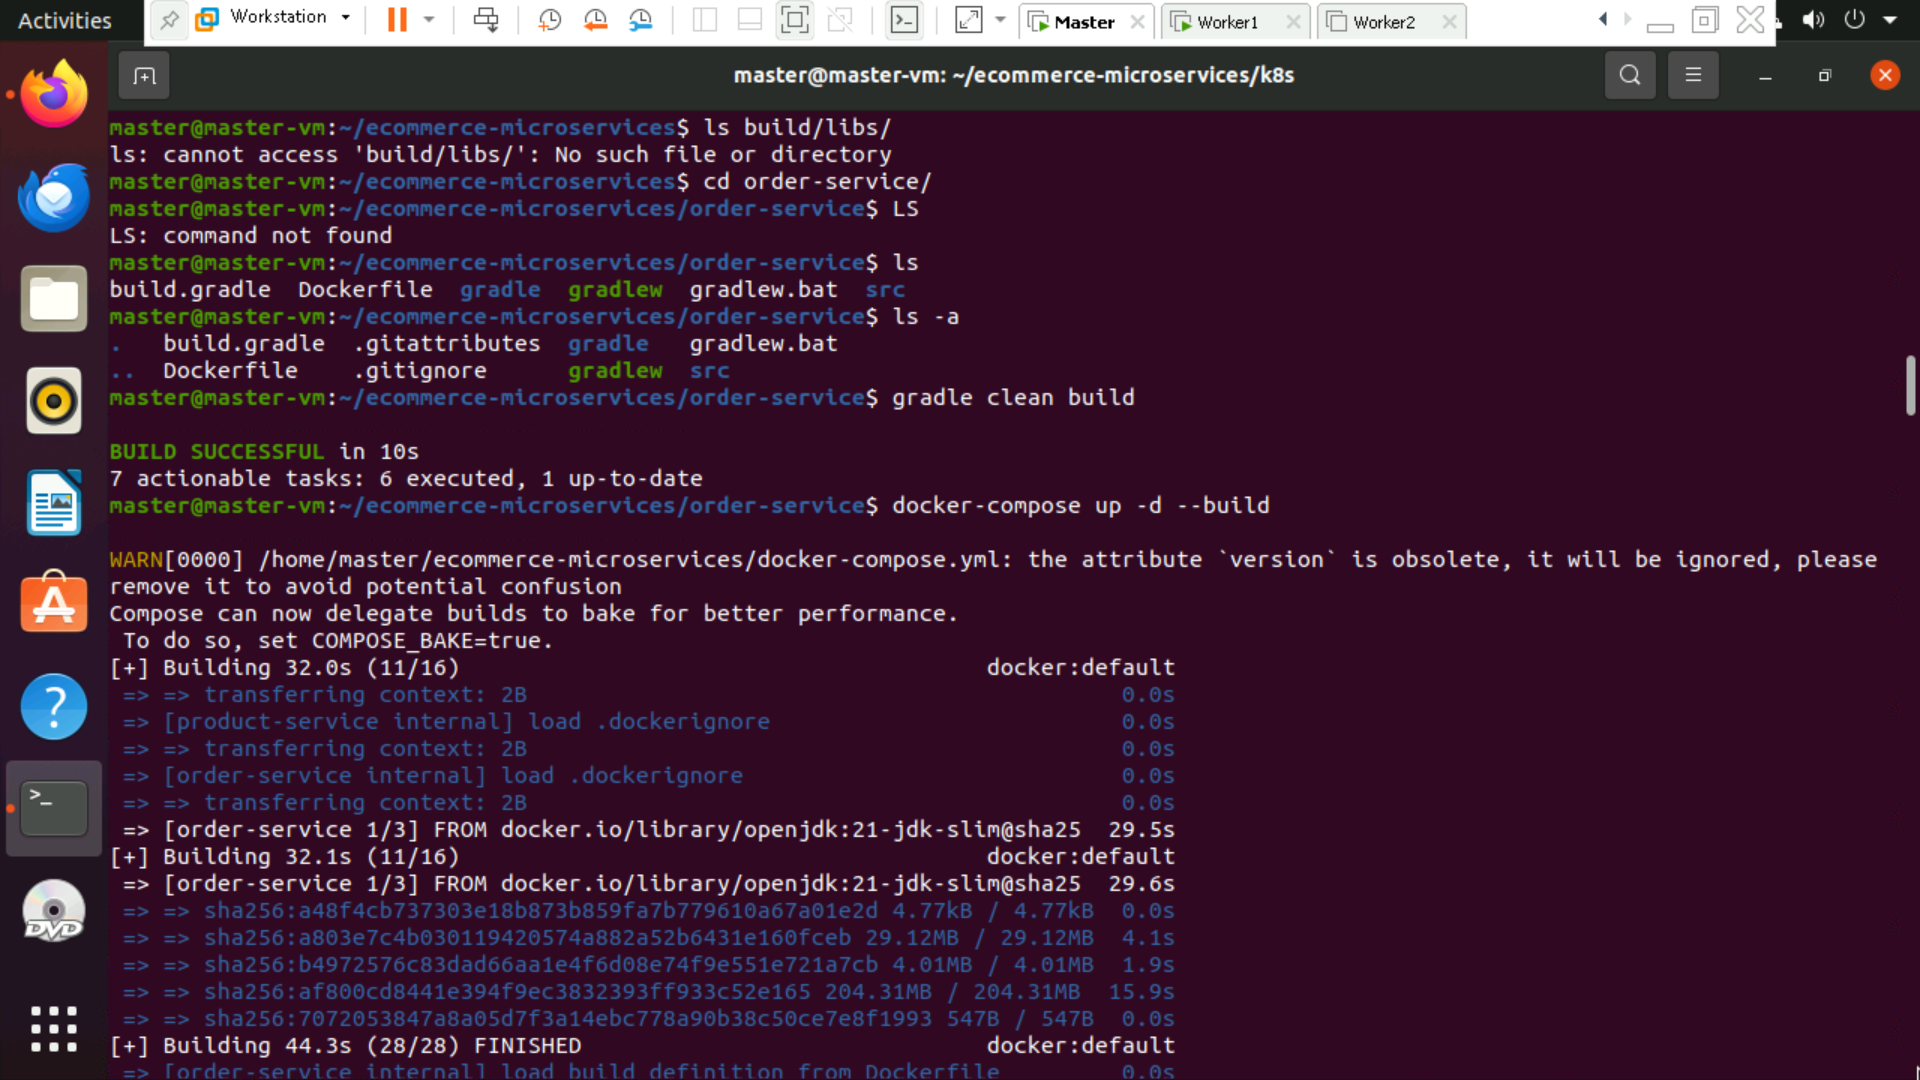 Activities
Workstation
Master
Worker1
Worker2
master@master-vm: ~/ecommerce-microservices/k8s
master@master-vm:~/ecommerce-microservices$ ls build/libs/
ls: cannot access 'build/libs/': No such file or directory
master@master-vm:~/ecommerce-microservices$ cd order-service/
master@master-vm:~/ecommerce-microservices/order-service$ LS
LS: command not found
master@master-vm:~/ecommerce-microservices/order-service$ ls
build.gradle  Dockerfile  gradle  gradlew  gradlew.bat  src
master@master-vm:~/ecommerce-microservices/order-service$ ls -a
.   build.gradle  .gitattributes  gradle   gradlew.bat
..  Dockerfile    .gitignore      gradlew  src
master@master-vm:~/ecommerce-microservices/order-service$ gradle clean build
BUILD SUCCESSFUL in 10s
7 actionable tasks: 6 executed, 1 up-to-date
master@master-vm:~/ecommerce-microservices/order-service$ docker-compose up -d --build
WARN[0000] /home/master/ecommerce-microservices/docker-compose.yml: the attribute `version` is obsolete, it will be ignored, please
remove it to avoid potential confusion
Compose can now delegate builds to bake for better performance.
 To do so, set COMPOSE_BAKE=true.
[+] Building 32.0s (11/16)                                       docker:default
 => => transferring context: 2B                                            0.0s
 => [product-service internal] load .dockerignore                          0.0s
 => => transferring context: 2B                                            0.0s
 => [order-service internal] load .dockerignore                            0.0s
 => => transferring context: 2B                                            0.0s
 => [order-service 1/3] FROM docker.io/library/openjdk:21-jdk-slim@sha25  29.5s
[+] Building 32.1s (11/16)                                       docker:default
 => [order-service 1/3] FROM docker.io/library/openjdk:21-jdk-slim@sha25  29.6s
 => => sha256:a48f4cb737303e18b873b859fa7b779610a67a01e2d 4.77kB / 4.77kB  0.0s
 => => sha256:a803e7c4b030119420574a882a52b6431e160fceb 29.12MB / 29.12MB  4.1s
 => => sha256:b4972576c83dad66aa1e4f6d08e74f9e551e721a7cb 4.01MB / 4.01MB  1.9s
 => => sha256:af800cd8441e394f9ec3832393ff933c52e165 204.31MB / 204.31MB  15.9s
 => => sha256:7072053847a8a05d7f3a14ebc778a90b38c50ce7e8f1993 547B / 547B  0.0s
[+] Building 44.3s (28/28) FINISHED                              docker:default
 => [order-service internal] load build definition from Dockerfile         0.0s
DVD